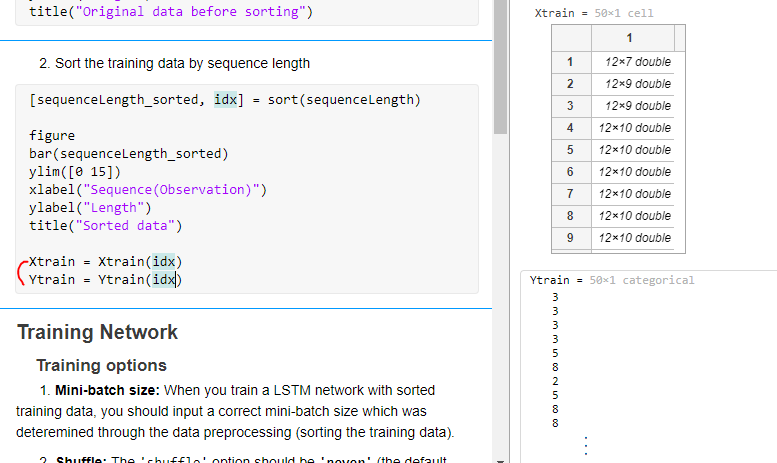 title("Original data before sorting")
2. Sort the training data by sequence length
[sequenceLength_sorted, idx] = sort(sequenceLength)
figure
bar(sequenceLength_sorted)
ylim([0 15])
xlabel("Sequence(Observation)")
ylabel("Length")
title("Sorted data")
Xtrain = Xtrain(idx)
Ytrain = Ytrain(idx)
Training Network
Training options
1. Mini-batch size: When you train a LSTM network with sorted
training data, you should input a correct mini-batch size which was
deteremined through the data preprocessing (sorting the training data).
2. Shuffle: The 'shuffle' option should be 'never' (the default
Xtrain = 50×1 cell
1
1 12×7 double
2 12×9 double
3 12×9 double
4 12×10 double
5 12×10 double
6 12×10 double
7 12×10 double
8 12×10 double
9 12×10 double
Ytrain = 50×1 categorical
3
3
3
3
5
8
2
5
8
8
⋮